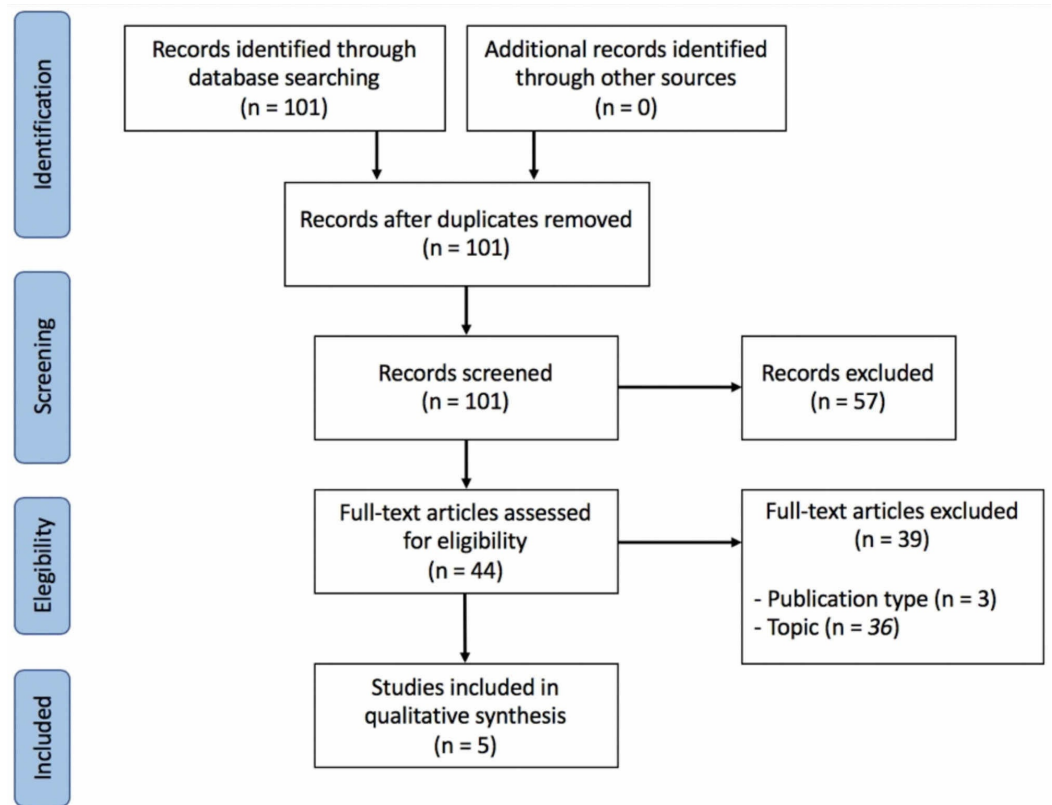 Identification
Records identified through
database searching
(n = 101)
Additional records identified
through other sources
(n = 0)
Records after duplicates removed
(n = 101)
Screening
Records screened
(n = 101)
Records excluded
(n = 57)
Elegibility
Full-text articles assessed
for eligibility
(n = 44)
Full-text articles excluded
(n = 39)
- Publication type (n = 3)
- Topic (n = 36)
Included
Studies included in
qualitative synthesis
(n = 5)